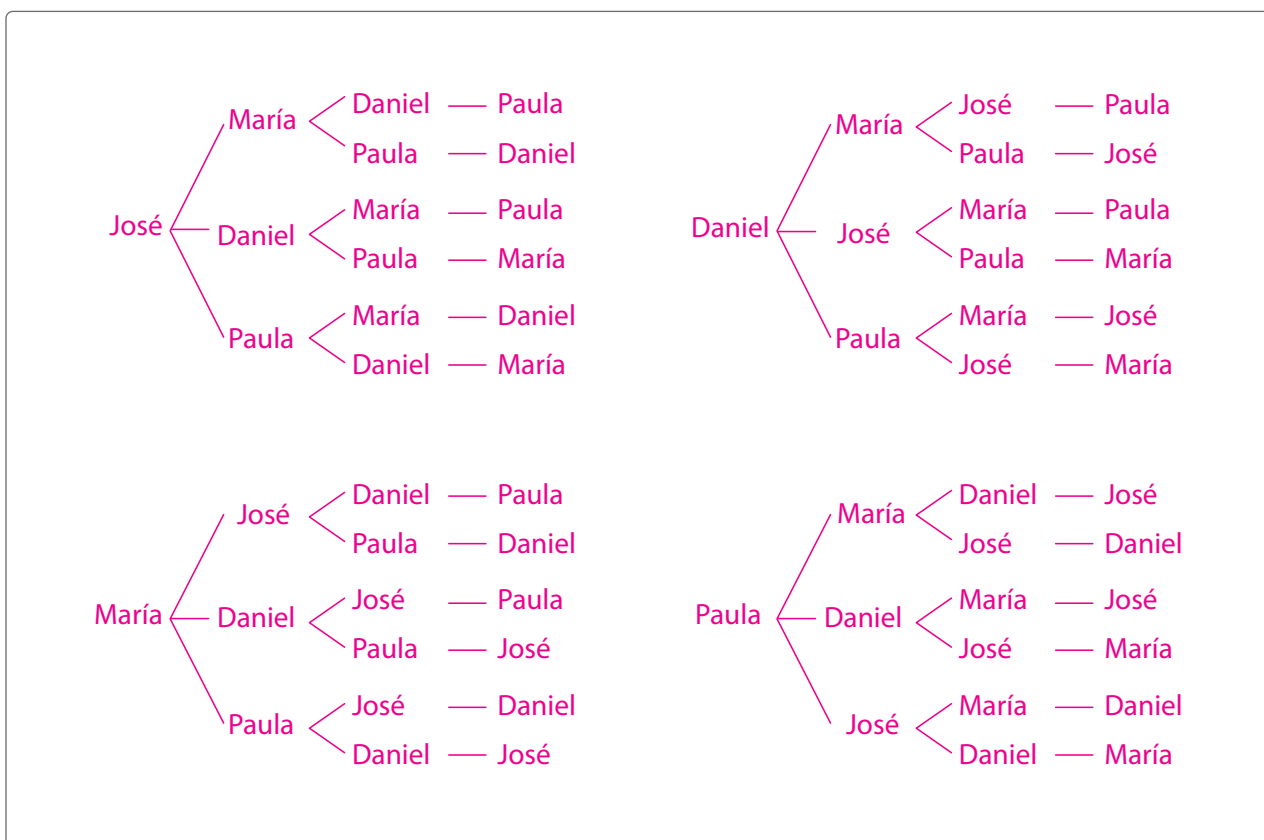 María
Daniel — Paula
Paula — Daniel
José
Daniel
María — Paula
Paula — María
Paula
María — Daniel
Daniel — María
María
José — Paula
Paula — José
Daniel
José
María — Paula
Paula — María
Paula
María — José
José — María
José
Daniel — Paula
Paula — Daniel
María
Daniel
José — Paula
Paula — José
Paula
José — Daniel
Daniel — José
María
Daniel — José
José — Daniel
Paula
Daniel
María — José
José — María
José
María — Daniel
Daniel — María